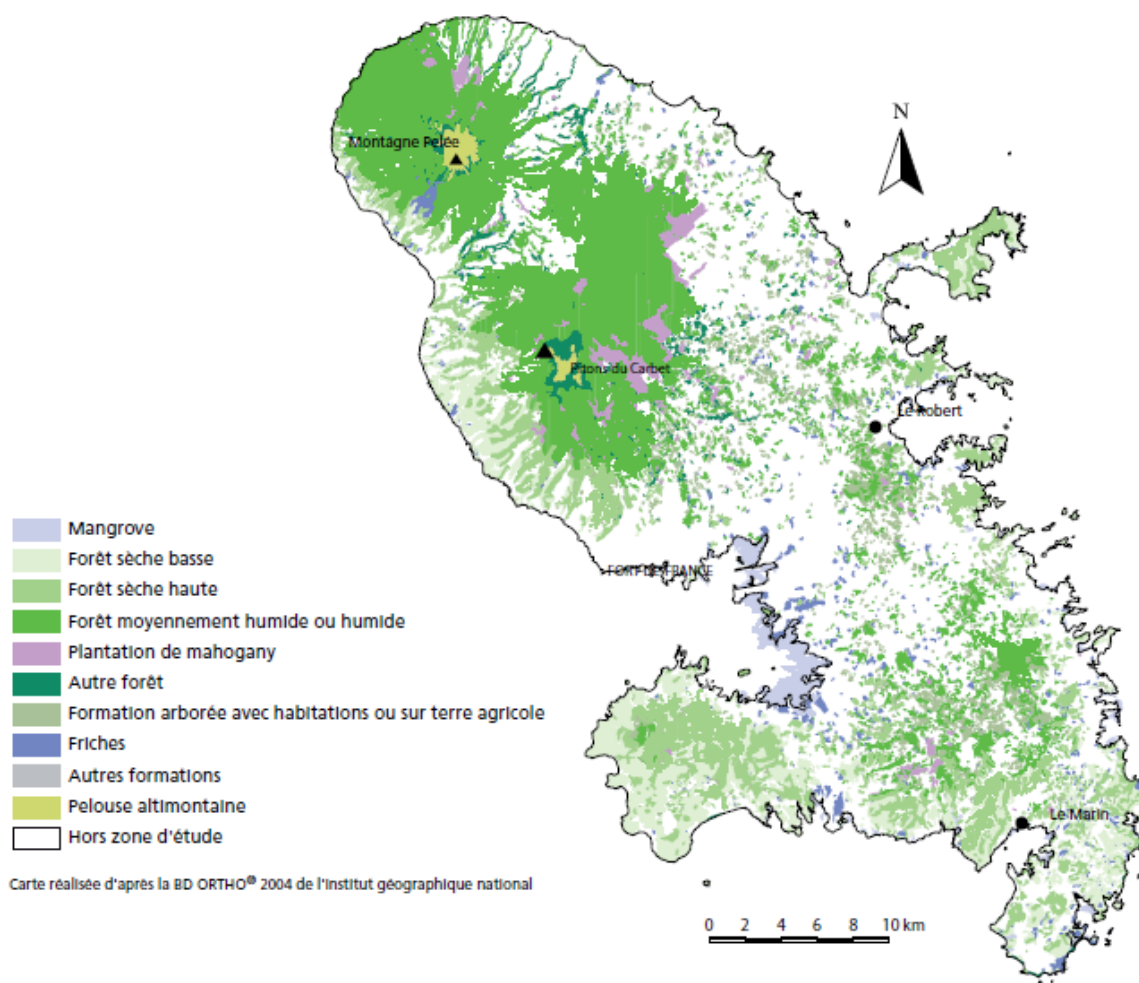 N
Montagne Pelée
Pitons du Carbet
Le Robert
FORT-DE-FRANCE
Le Marin
Mangrove
Forêt sèche basse
Forêt sèche haute
Forêt moyennement humide ou humide
Plantation de mahogany
Autre forêt
Formation arborée avec habitations ou sur terre agricole
Friches
Autres formations
Pelouse altimontaine
Hors zone d'étude
Carte réalisée d'après la BD ORTHO® 2004 de l'Institut géographique national
0 2 4 6 8 10 km